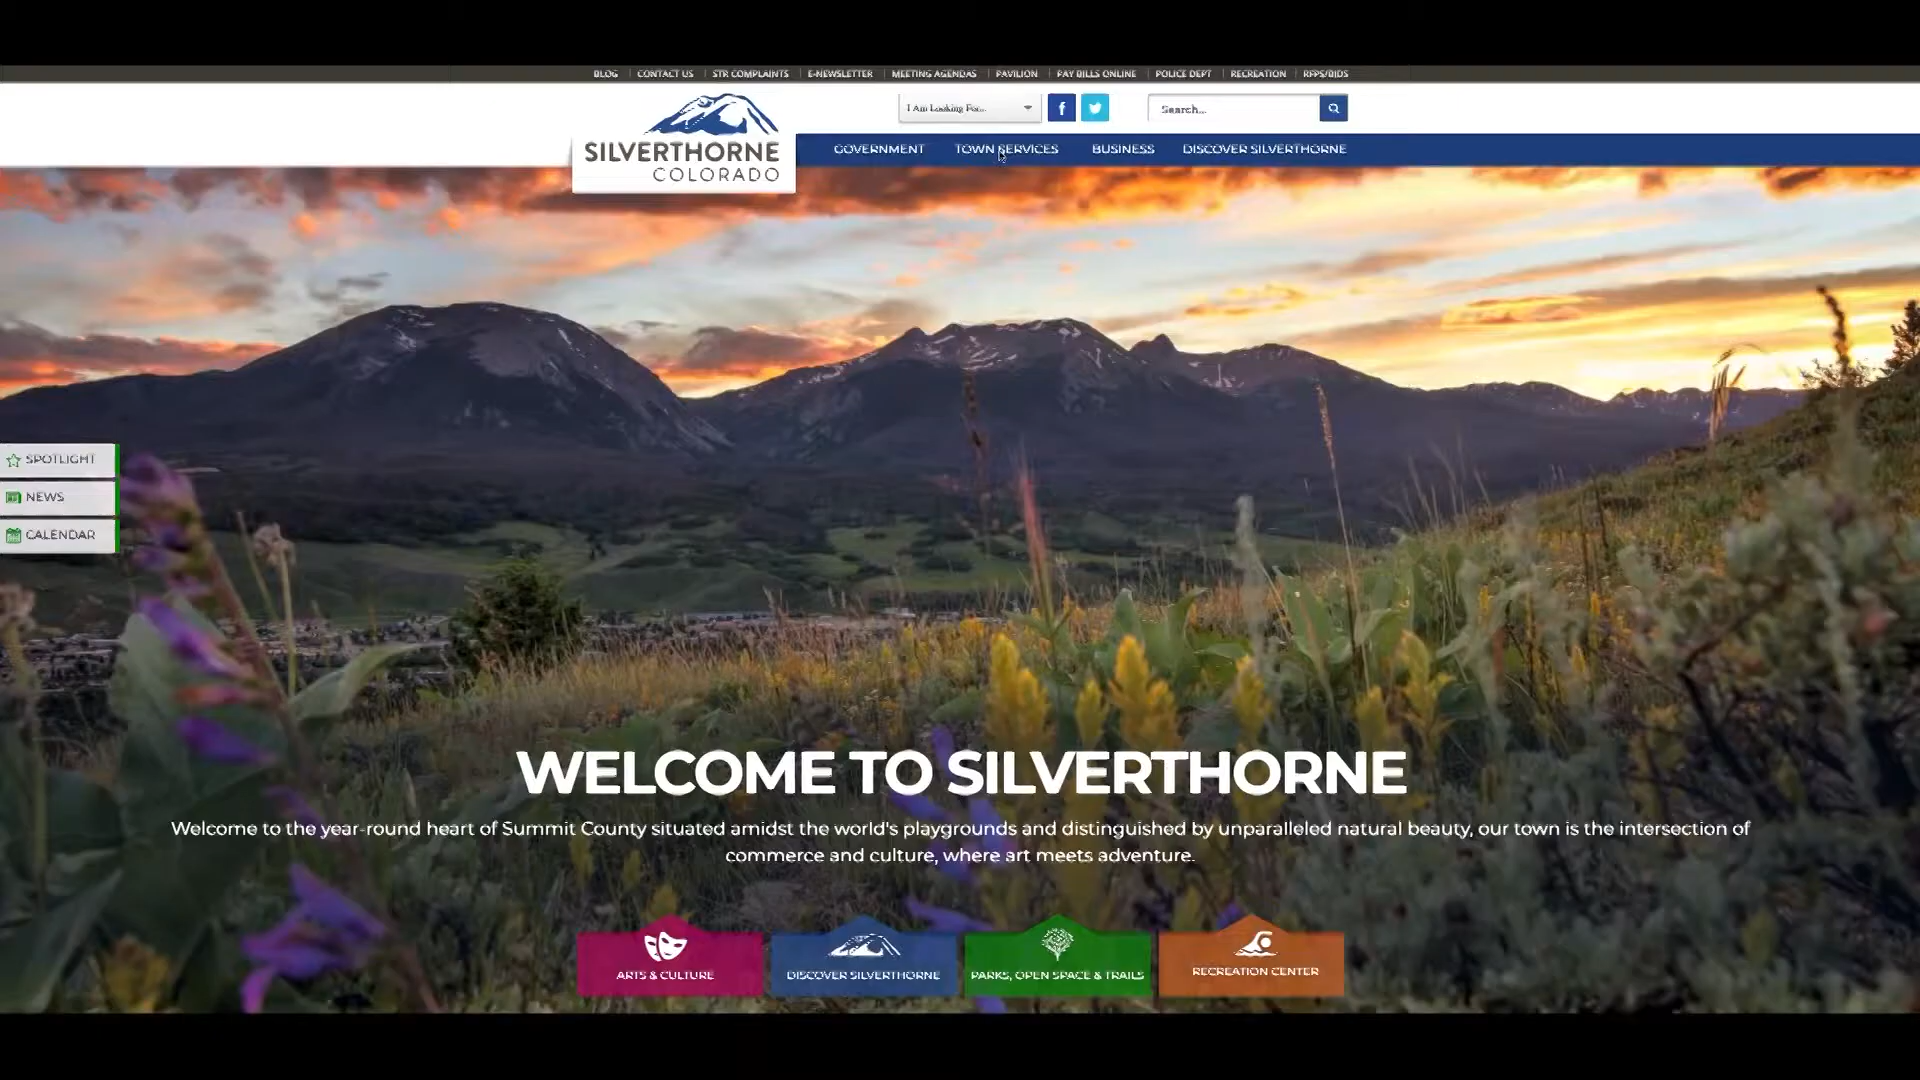 BLOG CONTACT US STR COMPLAINTS E-NEWSLETTER MEETING AGENDAS PAVILION PAY BILLS ONLINE POLICE DEPT RECREATION RFPS/BIDS
I Am Looking For...
Search...
SILVERTHORNE
COLORADO
GOVERNMENT TOWN SERVICES BUSINESS DISCOVER SILVERTHORNE
SPOTLIGHT
NEWS
CALENDAR
WELCOME TO SILVERTHORNE
Welcome to the year-round heart of Summit County situated amidst the world's playgrounds and distinguished by unparalleled natural beauty, our town is the intersection of
commerce and culture, where art meets adventure.
ARTS & CULTURE DISCOVER SILVERTHORNE PARKS, OPEN SPACE & TRAILS RECREATION CENTER